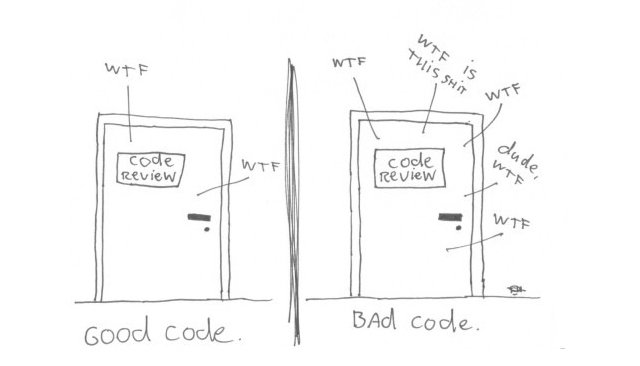 WTF
CODE
REVIEW
WTF
GOOD CODE.
WTF
WTF IS
THIS SHIT
WTF
CODE
REVIEW
dude,
WTF
WTF
BAD CODE.